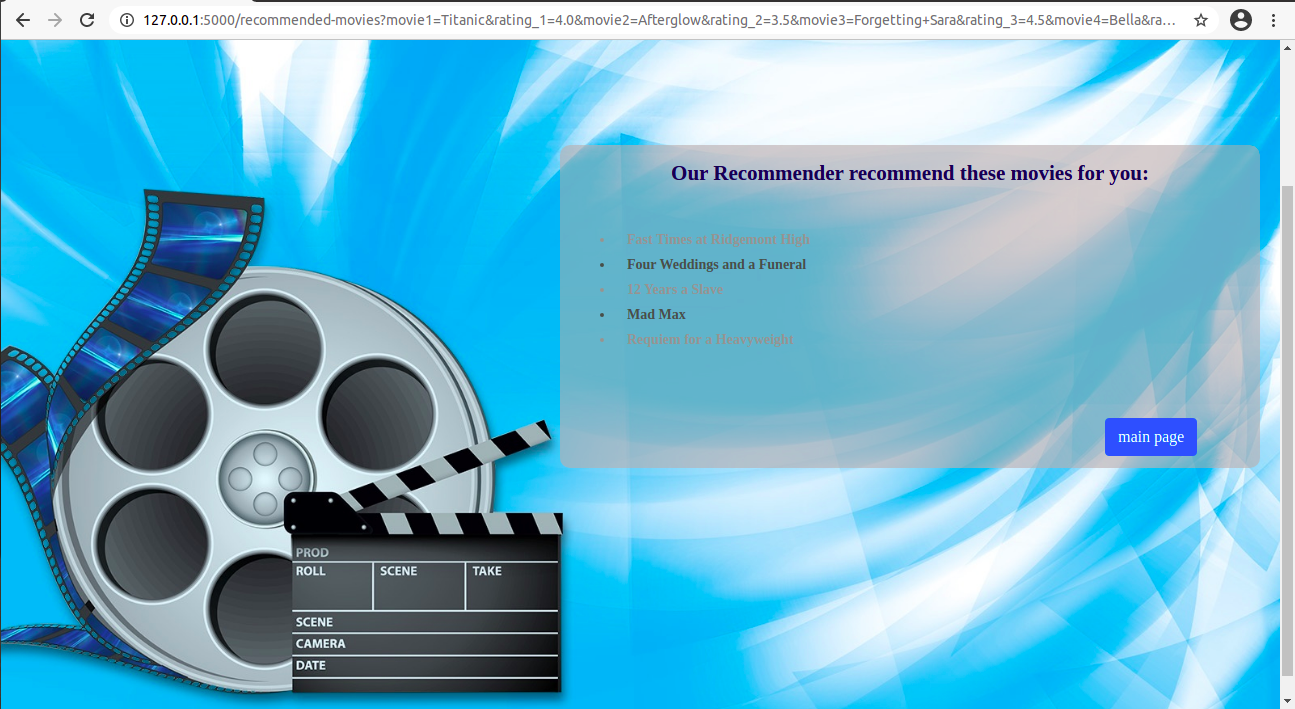 127.0.0.1:5000/recommended-movies?movie1=Titanic&rating_1=4.0&movie2=Afterglow&rating_2=3.5&movie3=Forgetting+Sara&rating_3=4.5&movie4=Bella&ra...
Our Recommender recommend these movies for you:
• Fast Times at Ridgemont High
• Four Weddings and a Funeral
• 12 Years a Slave
• Mad Max
• Requiem for a Heavyweight
main page
PROD
ROLL SCENE TAKE
SCENE
CAMERA
DATE